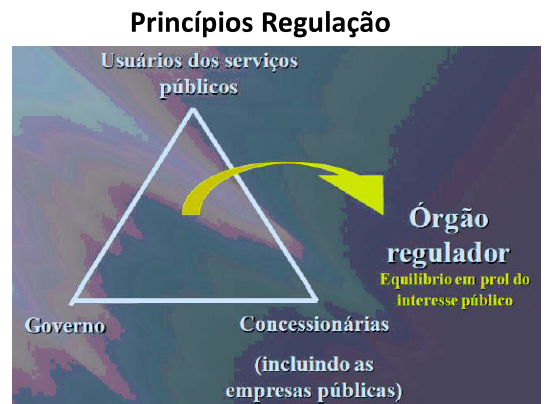 Princípios Regulação
Usuários dos serviços
públicos
Órgão
regulador
Equilíbrio em prol do
interesse público
Governo
Concessionárias
(incluindo as
empresas públicas)